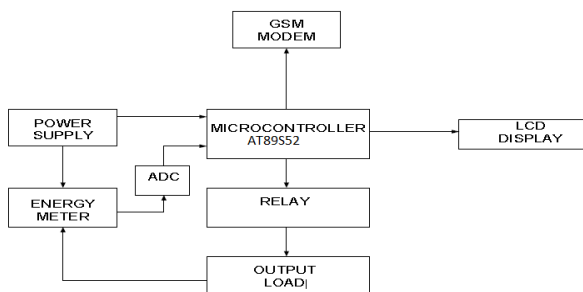 GSM
MODEM
POWER
SUPPLY
MICROCONTROLLER
AT89S52
LCD
DISPLAY
ADC
ENERGY
METER
RELAY
OUTPUT
LOAD